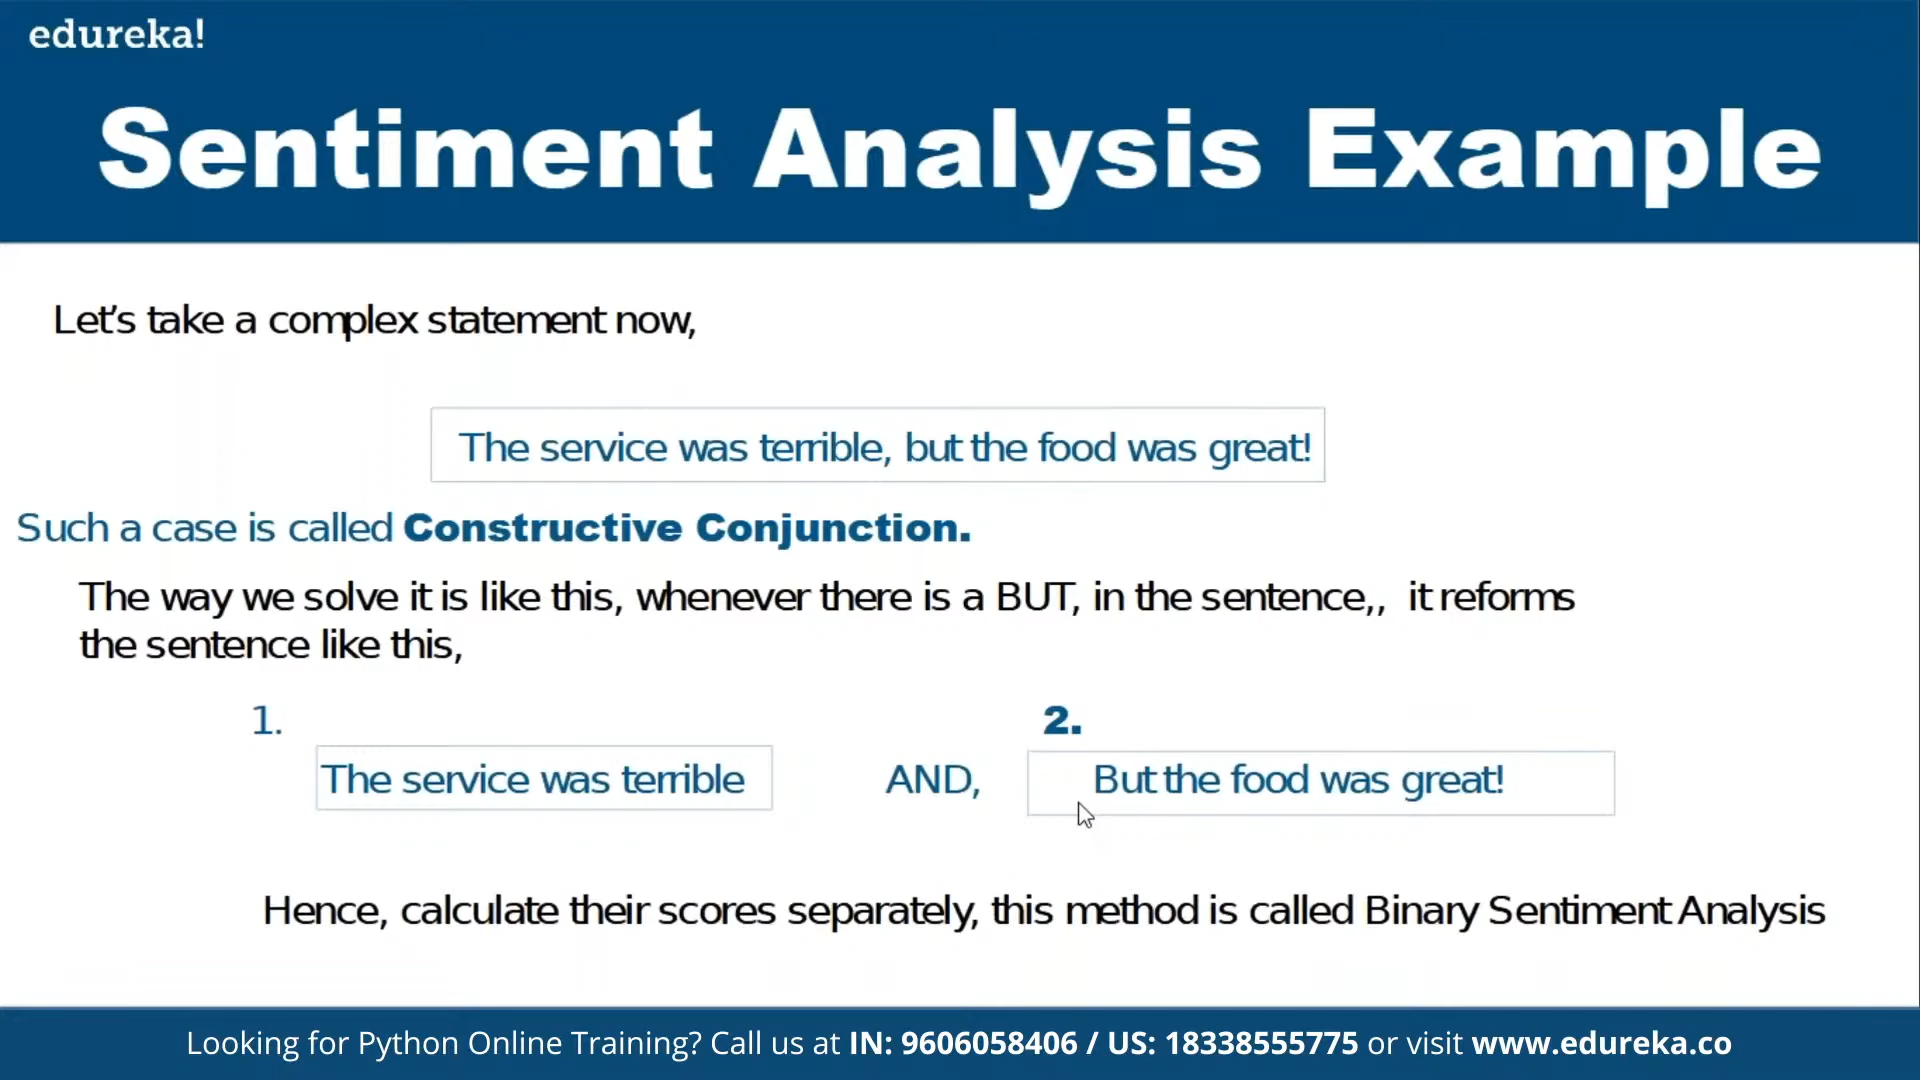 edureka!
Sentiment Analysis Example
Let's take a complex statement now,
The service was terrible, but the food was great!
Such a case is called Constructive Conjunction.
The way we solve it is like this, whenever there is a BUT, in the sentence,, it reforms
the sentence like this,
1.
2.
The service was terrible
AND,
But the food was great!
Hence, calculate their scores separately, this method is called Binary Sentiment Analysis
Looking for Python Online Training? Call us at IN: 9606058406 / US: 18338555775 or visit www.edureka.co